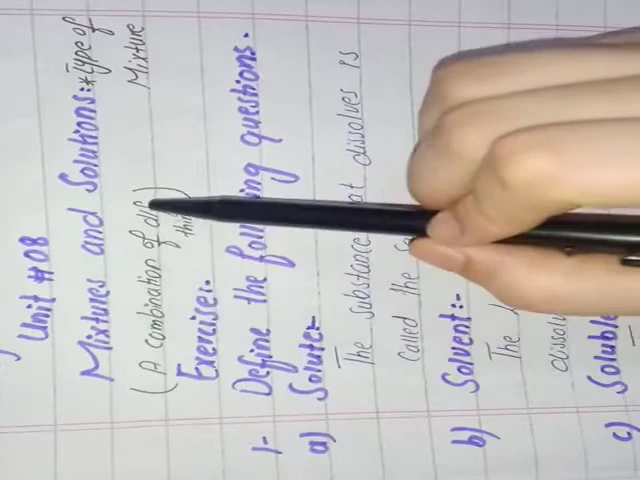 Unit #08
Mixtures and Solutions:*Type of
Mixture
(A combination of diff)
Exercise:-
1- Define the questions.
a) Solute:-
The substance dissolves is
Called the
b) Solvent:-
The
c) Soluble